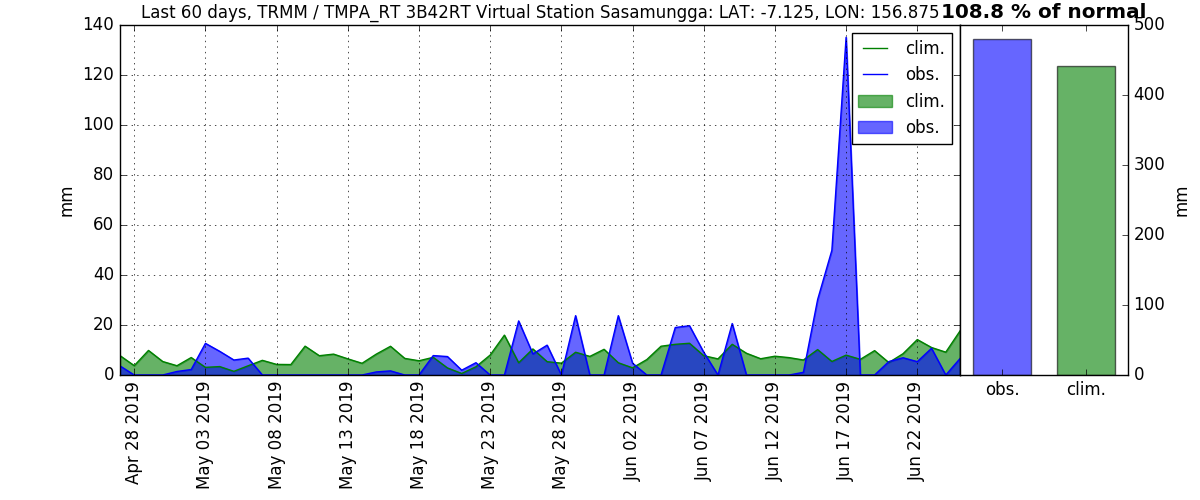 Last 60 days, TRMM / TMPA_RT 3B42RT Virtual Station Sasamungga: LAT: -7.125, LON: 156.875
108.8 % of normal
140
120
100
80
60
40
20
0
mm
clim.
obs.
clim.
obs.
Apr 28 2019
May 03 2019
May 08 2019
May 13 2019
May 18 2019
May 23 2019
May 28 2019
Jun 02 2019
Jun 07 2019
Jun 12 2019
Jun 17 2019
Jun 22 2019
500
400
300
200
100
0
mm
obs.
clim.